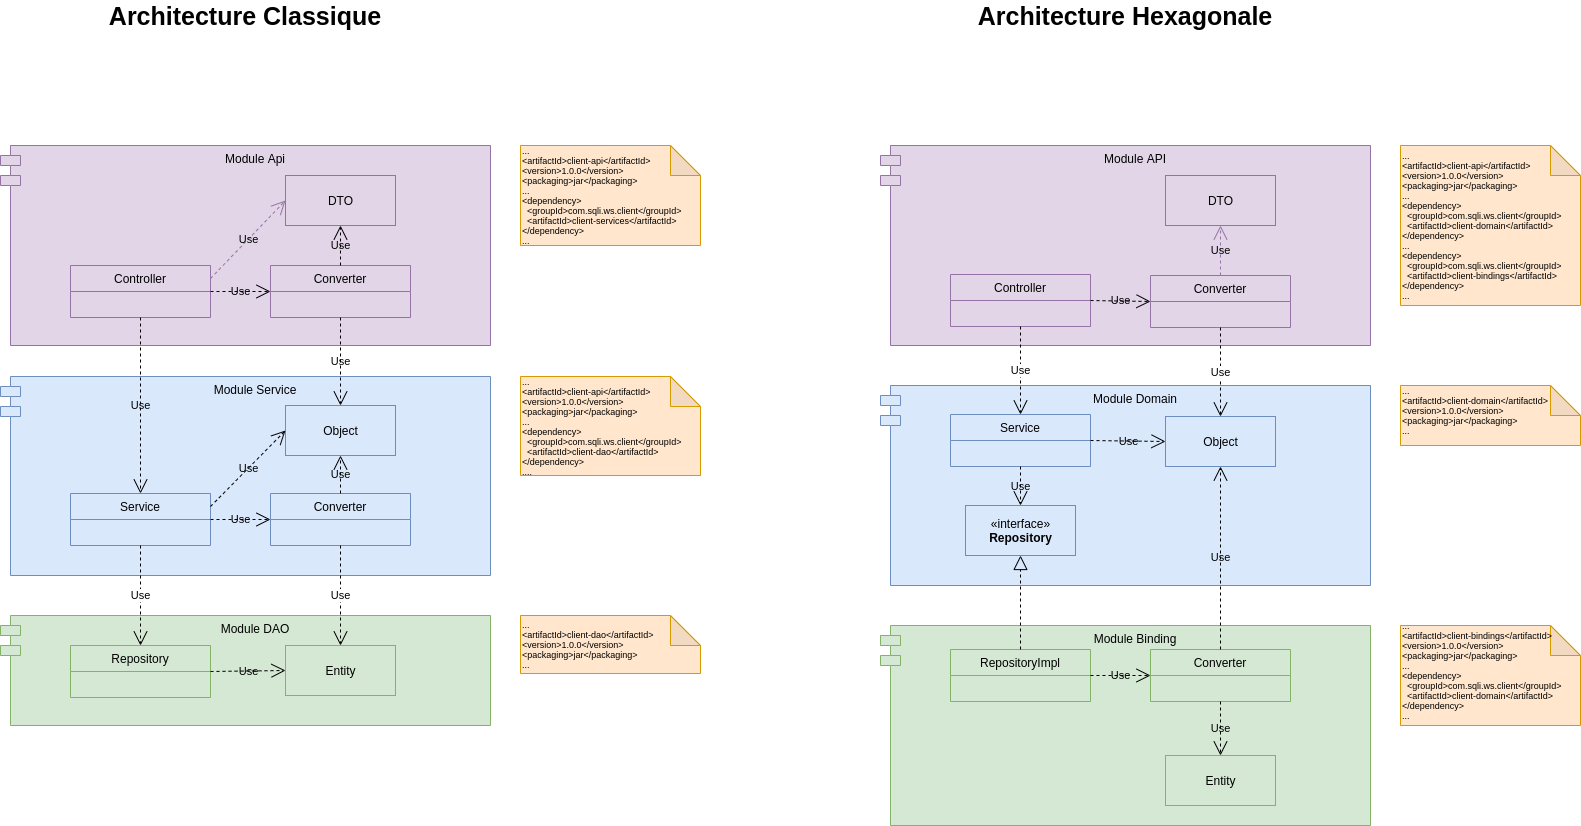 Architecture Classique
Module Api
DTO
Use
Use
Controller
Use
Converter
Use
Use
Module Service
Object
Use
Use
Service
Use
Converter
Use
Use
Module DAO
Repository
Use
Entity
...
<artifactId>client-api</artifactId>
<version>1.0.0</version>
<packaging>jar</packaging>
...
<dependency>
<groupId>com.sqli.ws.client</groupId>
<artifactId>client-services</artifactId>
</dependency>
...
...
<artifactId>client-api</artifactId>
<version>1.0.0</version>
<packaging>jar</packaging>
...
<dependency>
<groupId>com.sqli.ws.client</groupId>
<artifactId>client-dao</artifactId>
</dependency>
....
...
<artifactId>client-dao</artifactId>
<version>1.0.0</version>
<packaging>jar</packaging>
...
Architecture Hexagonale
Module API
DTO
Use
Controller
Use
Converter
Use
Use
Module Domain
Service
Use
Object
Use
«interface»
Repository
Use
Module Binding
RepositoryImpl
Use
Converter
Use
Entity
...
<artifactId>client-api</artifactId>
<version>1.0.0</version>
<packaging>jar</packaging>
...
<dependency>
<groupId>com.sqli.ws.client</groupId>
<artifactId>client-domain</artifactId>
</dependency>
...
<dependency>
<groupId>com.sqli.ws.client</groupId>
<artifactId>client-bindings</artifactId>
</dependency>
...
...
<artifactId>client-domain</artifactId>
<version>1.0.0</version>
<packaging>jar</packaging>
...
...
<artifactId>client-bindings</artifactId>
<version>1.0.0</version>
<packaging>jar</packaging>
...
<dependency>
<groupId>com.sqli.ws.client</groupId>
<artifactId>client-domain</artifactId>
</dependency>
...